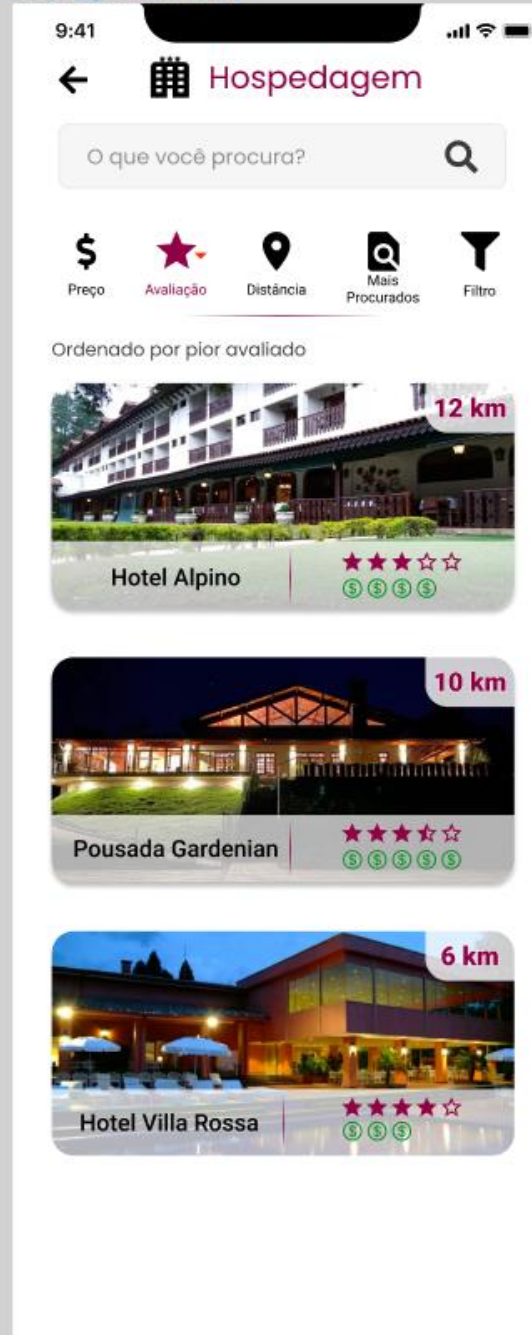 9:41
Hospedagem
O que você procura?
Preço
Avaliação
Distância
Mais
Procurados
Filtro
Ordenado por pior avaliado
12 km
Hotel Alpino
10 km
Pousada Gardenian
6 km
Hotel Villa Rossa